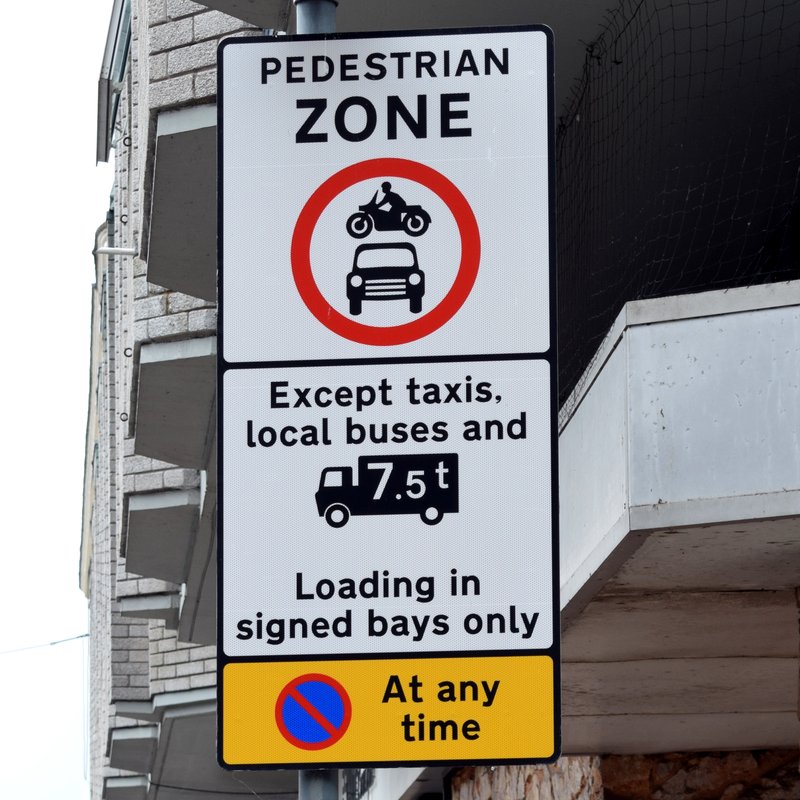 PEDESTRIAN
ZONE
Except taxis,
local buses and
7.5t
Loading in
signed bays only
At any
time